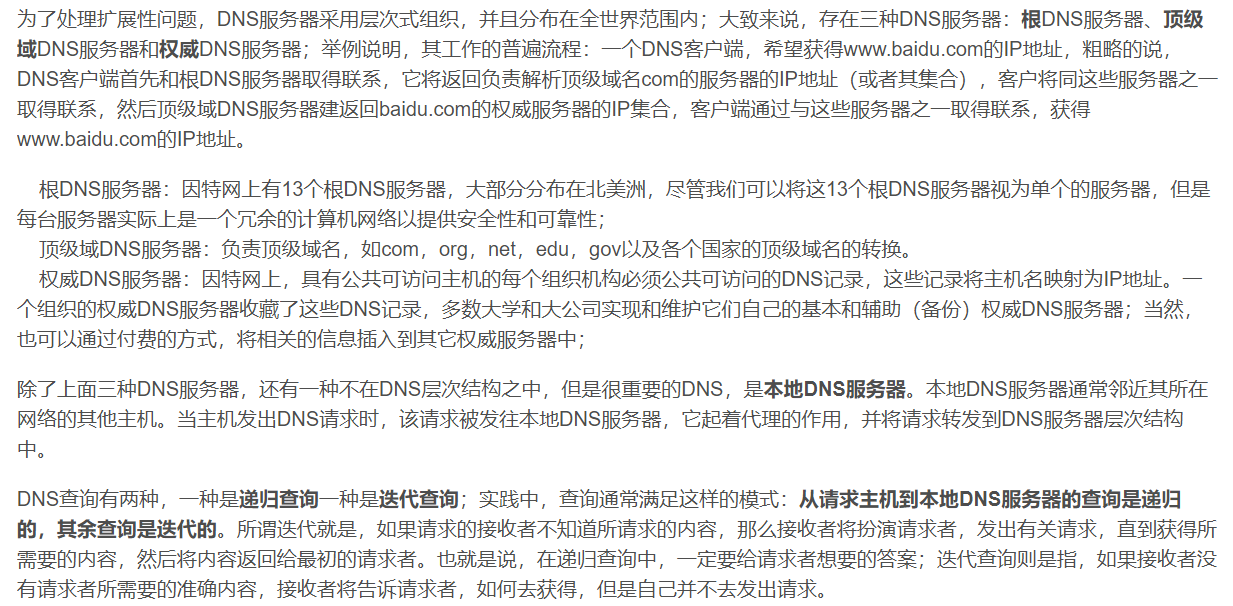 为了处理扩展性问题，DNS服务器采用层次式组织，并且分布在全世界范围内；大致来说，存在三种DNS服务器：根DNS服务器、顶级
域DNS服务器和权威DNS服务器；举例说明，其工作的普遍流程：一个DNS客户端，希望获得www.baidu.com的IP地址，粗略的说，
DNS客户端首先和根DNS服务器取得联系，它将返回负责解析顶级域名com的服务器的IP地址（或者其集合），客户将同这些服务器之一
取得联系，然后顶级域DNS服务器建返回baidu.com的权威服务器的IP集合，客户端通过与这些服务器之一取得联系，获得
www.baidu.com的IP地址。
根DNS服务器：因特网上有13个根DNS服务器，大部分分布在北美洲，尽管我们可以将这13个根DNS服务器视为单个的服务器，但是
每台服务器实际上是一个冗余的计算机网络以提供安全性和可靠性；
顶级域DNS服务器：负责顶级域名，如com，org，net，edu，gov以及各个国家的顶级域名的转换。
权威DNS服务器：因特网上，具有公共可访问主机的每个组织机构必须公共可访问的DNS记录，这些记录将主机名映射为IP地址。一
个组织的权威DNS服务器收藏了这些DNS记录，多数大学和大公司实现和维护它们自己的基本和辅助（备份）权威DNS服务器；当然，
也可以通过付费的方式，将相关的信息插入到其它权威服务器中；
除了上面三种DNS服务器，还有一种不在DNS层次结构之中，但是很重要的DNS，是本地DNS服务器。本地DNS服务器通常邻近其所在
网络的其他主机。当主机发出DNS请求时，该请求被发往本地DNS服务器，它起着代理的作用，并将请求转发到DNS服务器层次结构
中。
DNS查询有两种，一种是递归查询一种是迭代查询；实践中，查询通常满足这样的模式：从请求主机到本地DNS服务器的查询是递归
的，其余查询是迭代的。所谓迭代就是，如果请求的接收者不知道所请求的内容，那么接收者将扮演请求者，发出有关请求，直到获得所
需要的内容，然后将内容返回给最初的请求者。也就是说，在递归查询中，一定要给请求者想要的答案；迭代查询则是指，如果接收者没
有请求者所需要的准确内容，接收者将告诉请求者，如何去获得，但是自己并不去发出请求。